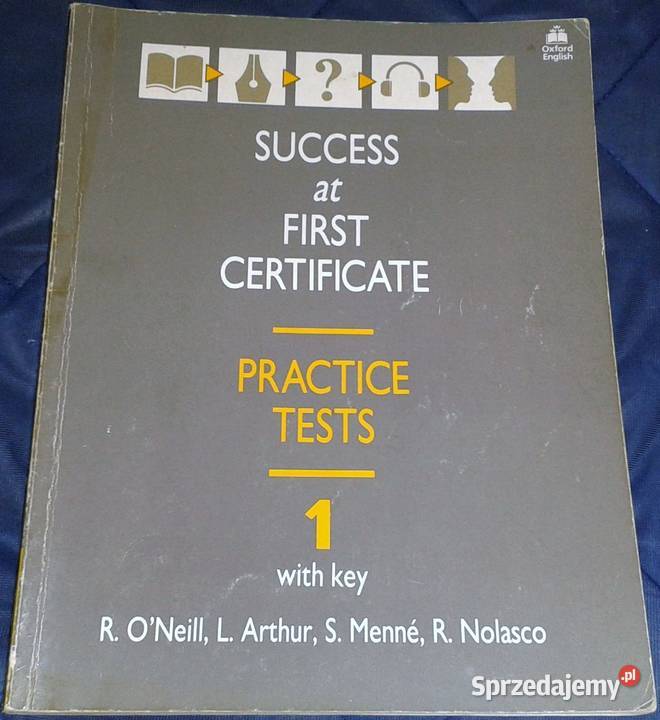 Oxford
English
?
SUCCESS
at
FIRST
CERTIFICATE
PRACTICE
TESTS
1
with key
R. O'Neill, L. Arthur, S. Menné, R. Nolasco
Sprzedajemy.pl